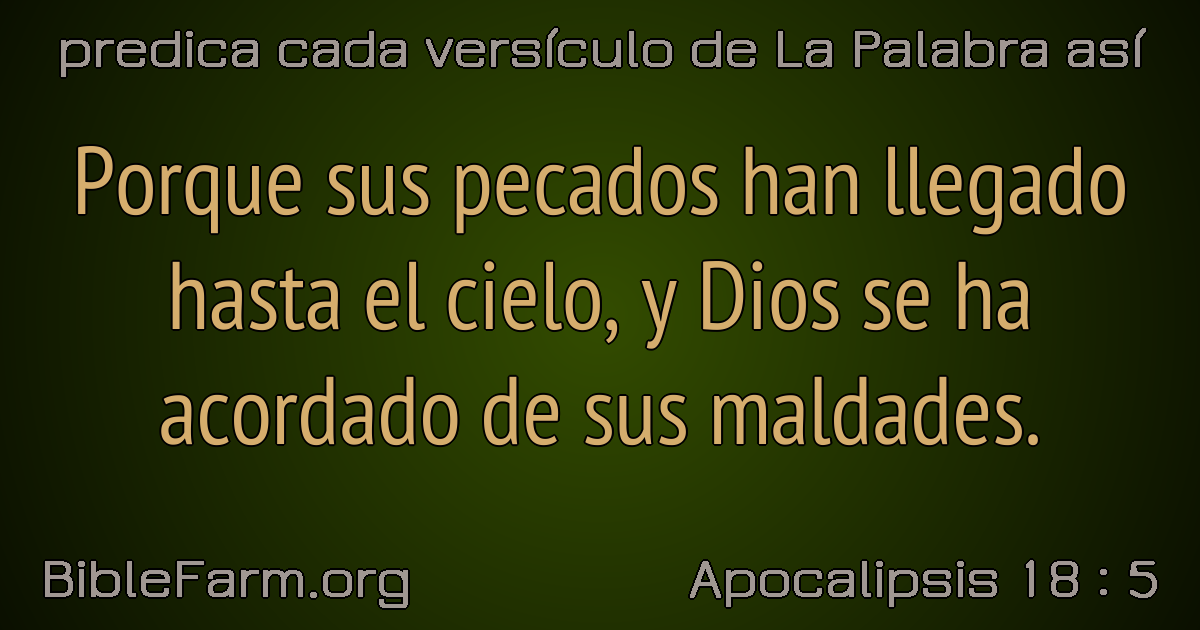 predica cada versículo de La Palabra así
Porque sus pecados han llegado
hasta el cielo, y Dios se ha
acordado de sus maldades.
BibleFarm.org
Apocalipsis 18 : 5